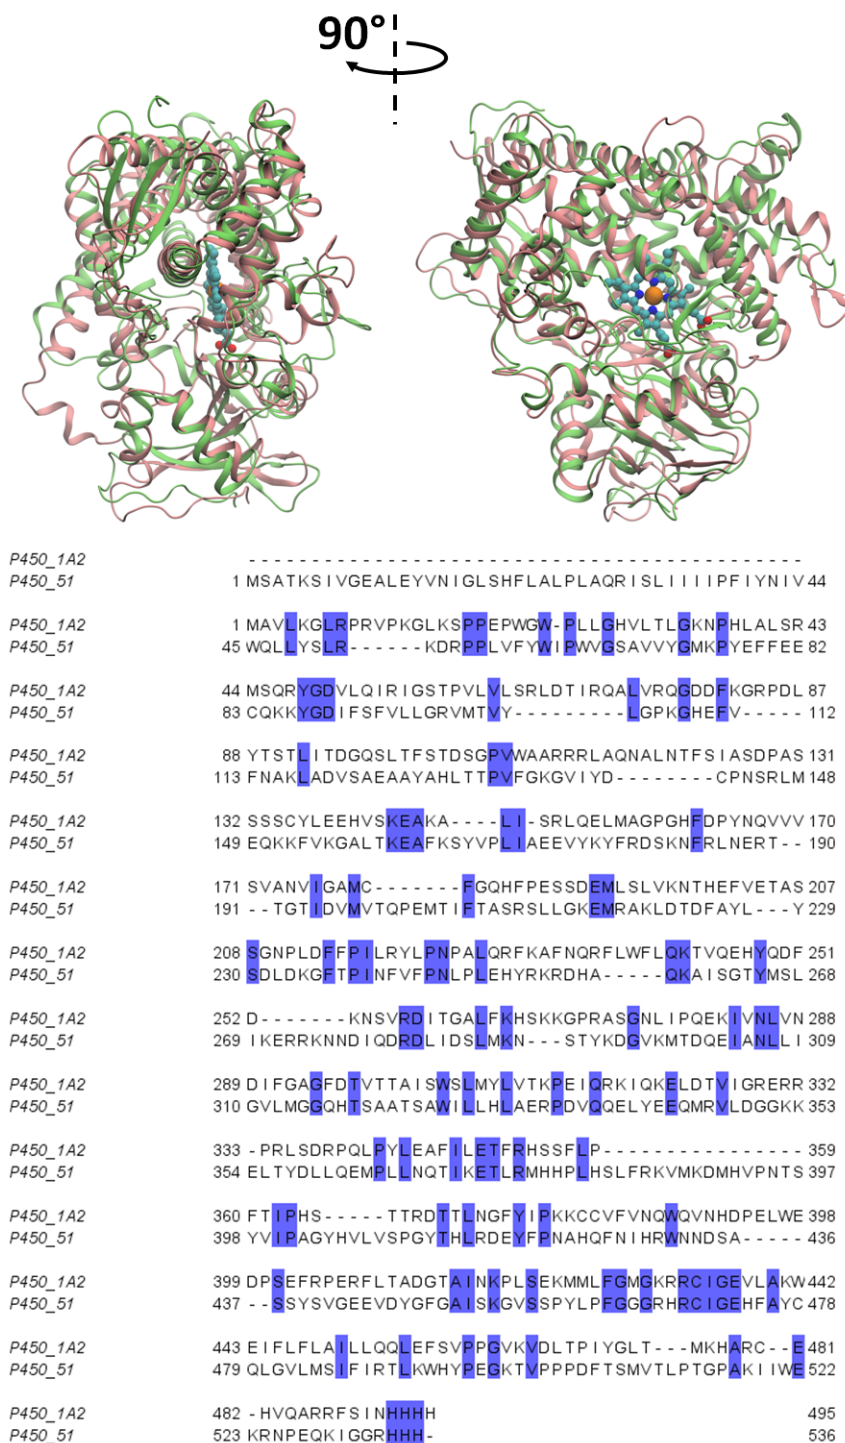 90°
P450_1A2 - - - - - - - - - - - - - - - - - - - - - - - - - - - - - - - - - - - - - - - - - - - -
P450_51 1 MSATKSIVGEALEYVNIGLSHFLALPLAQRISLIIIIPFIYNIV 44
P450_1A2 1 MAVLKGLRPRVPKGLKSPPEPWGW-PLLGHVLTLGKNPHLALSR 43
P450_51 45 WQLLYSLR------KDRPPLVFYWIPWVGSAVVYGMKPYEFFEE 82
P450_1A2 44 MSQRYGDVLQIRIGSTPVLVLSRLDTIRQALVRQGDDFKGRPDL 87
P450_51 83 CQKKYGDIFSFVLLGRVMTVY---------LGPKGHEFV----- 112
P450_1A2 88 YTSTLITDGQSLTFSTDSGPVWAARRRLAQNALNTFSIASDPAS 131
P450_51 113 FNAKLADVSAEAAYAHLTTPVFGKGVIYD--------CPNSRLM 148
P450_1A2 132 SSSCYLEEHVSKEAKA----LI-SRLQELMAGPGHFDPYNQVVV 170
P450_51 149 EQKKFVKGALTKEAFKSYVPLIAEEVYKYFRDSKNFRLNERT-- 190
P450_1A2 171 SVANVIGAMC-------FGQHFPESSDEMLSLVKNTHEFVETAS 207
P450_51 191 --TGTIDVMVTQPEMTIFTASRSLLGKEMRAKLDTDFAYL---Y 229
P450_1A2 208 SGNPLDFFPILRYLPNPALQRFKAFNQRFLWFLQKTVQEHYQDF 251
P450_51 230 SDLDKGFTPINFVFPNLPLEHYRKRDHA-----QKAISGTYMSL 268
P450_1A2 252 D-------KNSVRDITGALFKHSKKGPRASGNLIPQEKIVNLVN 288
P450_51 269 IKERRKNNDIQDRDLIDSLMKN---STYKDGVKMTDQEIANLLI 309
P450_1A2 289 DIFGAGFDTVTTAISWSLMYLVTKPEIQRKIQKELDTVIGRERR 332
P450_51 310 GVLMGGQHTSAATSAWILLHLAERPDVQQELYEEQMRVLDGGKK 353
P450_1A2 333 -PRLSDRPQLPYLEAFILETFRHSSFLP---------------- 359
P450_51 354 ELTYDLLQEMPLLNQTIKETLRMHHPLHSLFRKVMKDMHVPNTS 397
P450_1A2 360 FTIPHS-----TTRDTTLNGFYIPKKCCVFVNQWQVNHDPELWE 398
P450_51 398 YVIPAGYHVLVSPGYTHLRDEYFPNAHQFNIHRWNNDSA----- 436
P450_1A2 399 DPSEFRPERFLTADGTAINKPLSEKMMLFGMGKRRCIGEVLAKW 442
P450_51 437 --SSYSVGEEVDYGFGAISKGVSSPYLPFGGGRHRCIGEHFAYC 478
P450_1A2 443 EIFLFLAILLQQLEFSVPPGVKVDLTPIYGLT---MKHARC--E 481
P450_51 479 QLGVLMSIFIRTLKWHYPEGKTVPPPDFTSMVTLPTGPAKIIWE 522
P450_1A2 482 -HVQARRFSINHHHH 495
P450_51 523 KRNPEQKIGGRHHH- 536